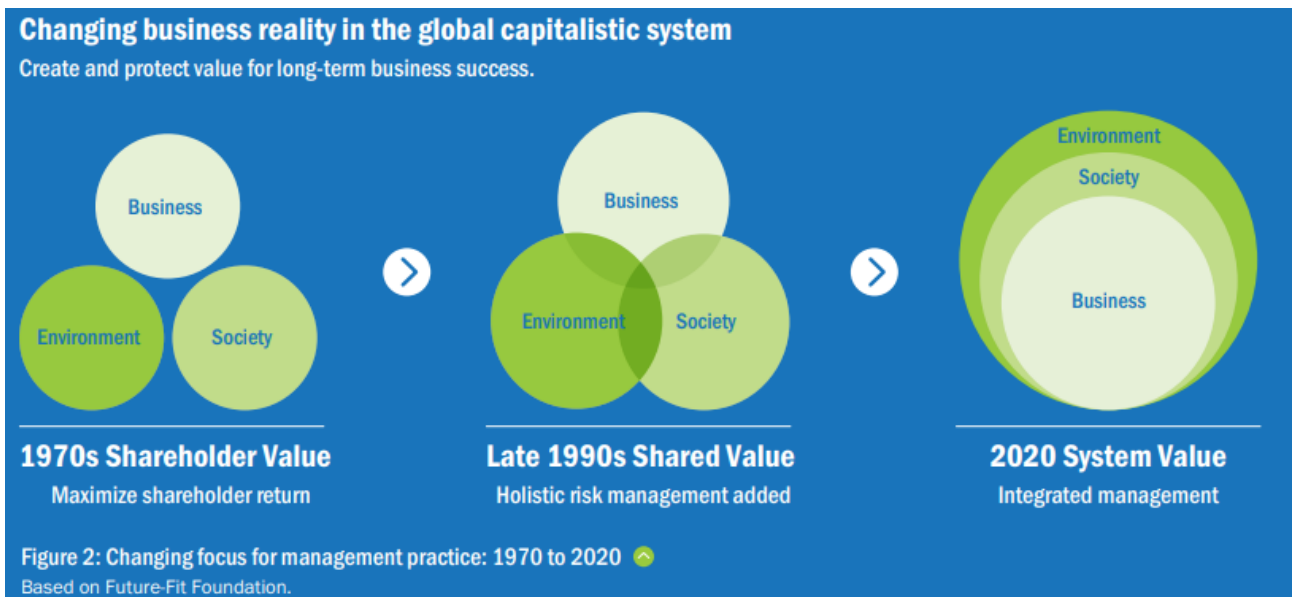 Changing business reality in the global capitalistic system
Create and protect value for long-term business success.
Business
Environment
Society
Business
Environment
Society
Environment
Society
Business
1970s Shareholder Value
Maximize shareholder return
Late 1990s Shared Value
Holistic risk management added
2020 System Value
Integrated management
Figure 2: Changing focus for management practice: 1970 to 2020
Based on Future-Fit Foundation.